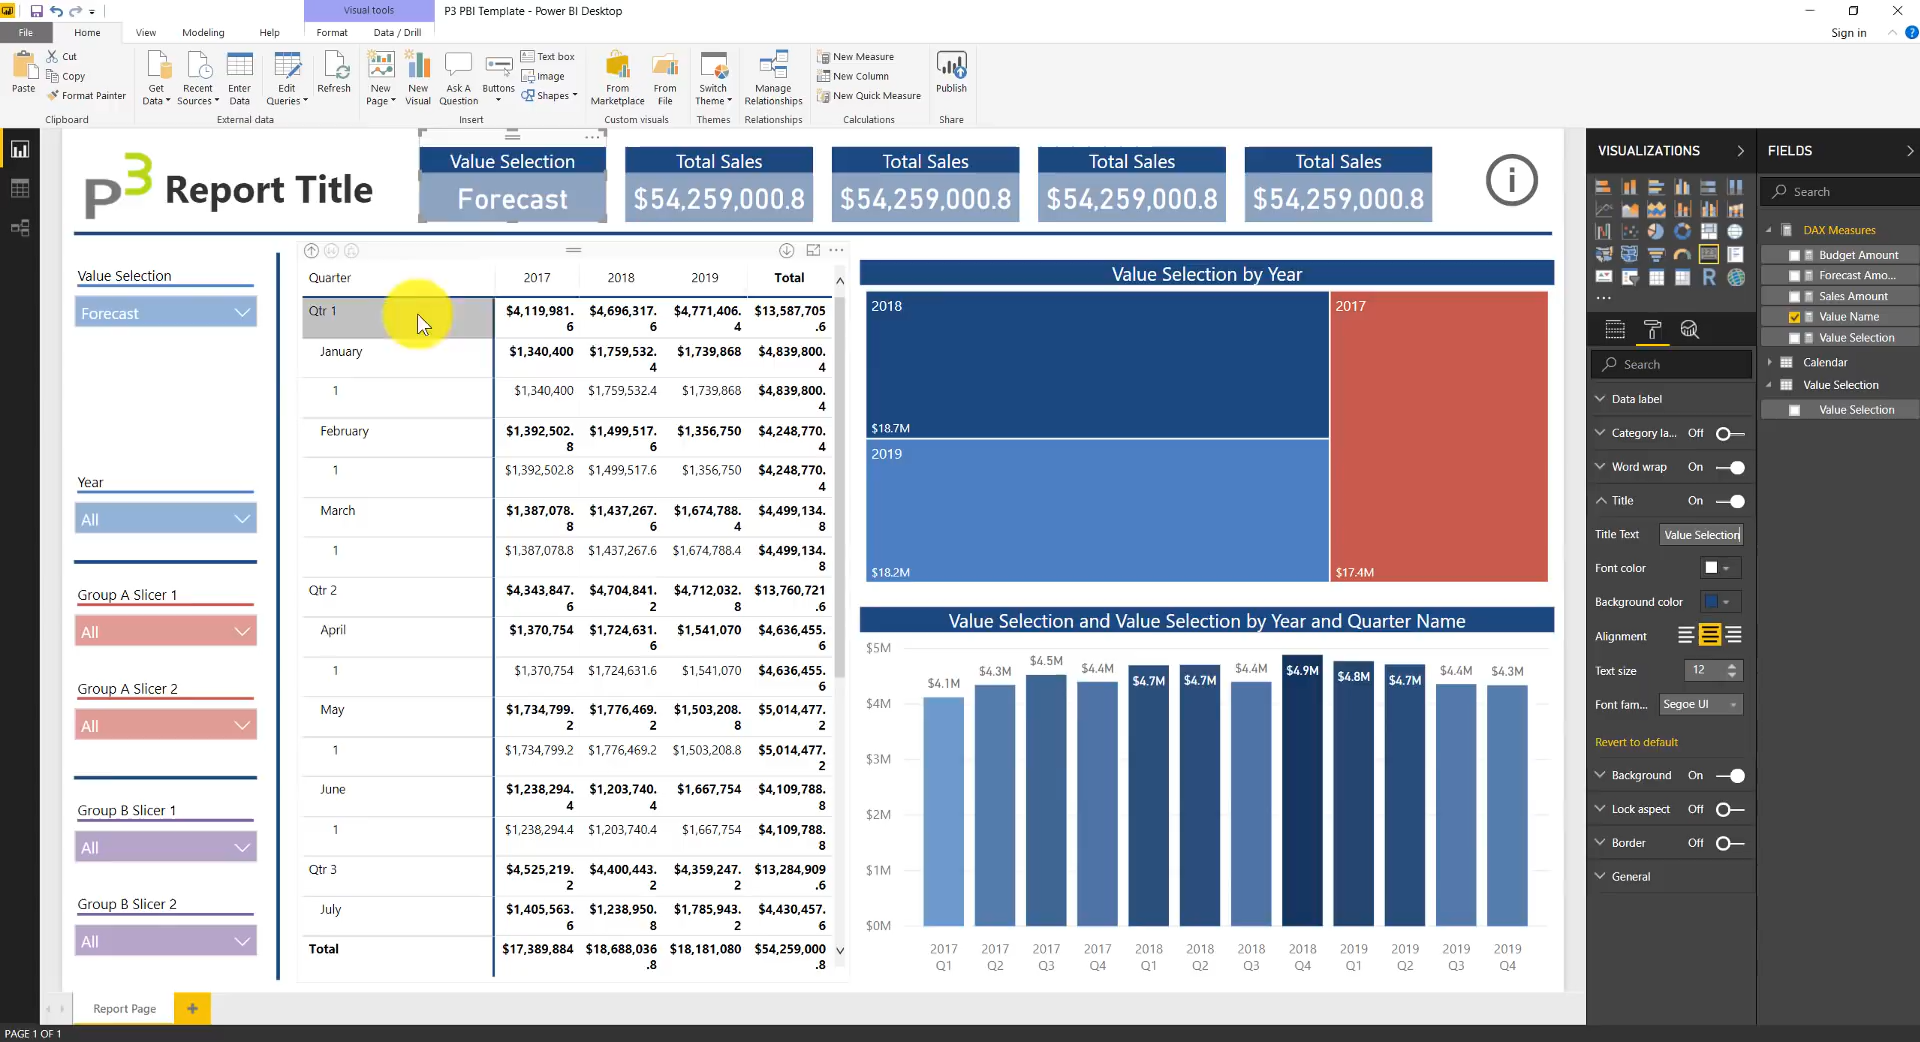 P3 PBI Template - Power BI Desktop
Visual tools
File
Home
View
Modeling
Help
Format
Data / Drill
Sign in
Paste
Cut
Copy
Format Painter
Clipboard
Get Data
Recent Sources
Enter Data
Edit Queries
Refresh
External data
New Page
New Visual
Ask A Question
Buttons
Text box
Image
Shapes
Insert
From Marketplace
From File
Custom visuals
Switch Theme
Themes
Manage Relationships
Relationships
New Measure
New Column
New Quick Measure
Calculations
Publish
Share
p3 Report Title
Value Selection
Forecast
Total Sales
$54,259,000.8
Total Sales
$54,259,000.8
Total Sales
$54,259,000.8
Total Sales
$54,259,000.8
i
Value Selection
Forecast
Year
All
Group A Slicer 1
All
Group A Slicer 2
All
Group B Slicer 1
All
Group B Slicer 2
All
Quarter 2017 2018 2019 Total
Qtr 1 $4,119,981.6 $4,696,317.6 $4,771,406.4 $13,587,705.6
January $1,340,400 $1,759,532.4 $1,739,868 $4,839,800.4
1 $1,340,400 $1,759,532.4 $1,739,868 $4,839,800.4
February $1,392,502.8 $1,499,517.6 $1,356,750 $4,248,770.4
1 $1,392,502.8 $1,499,517.6 $1,356,750 $4,248,770.4
March $1,387,078.8 $1,437,267.6 $1,674,788.4 $4,499,134.8
1 $1,387,078.8 $1,437,267.6 $1,674,788.4 $4,499,134.8
Qtr 2 $4,343,847.6 $4,704,841.2 $4,712,032.8 $13,760,721.6
April $1,370,754 $1,724,631.6 $1,541,070 $4,636,455.6
1 $1,370,754 $1,724,631.6 $1,541,070 $4,636,455.6
May $1,734,799.2 $1,776,469.2 $1,503,208.8 $5,014,477.2
1 $1,734,799.2 $1,776,469.2 $1,503,208.8 $5,014,477.2
June $1,238,294.4 $1,203,740.4 $1,667,754 $4,109,788.8
1 $1,238,294.4 $1,203,740.4 $1,667,754 $4,109,788.8
Qtr 3 $4,525,219.2 $4,400,443.2 $4,359,247.2 $13,284,909.6
July $1,405,563.6 $1,238,950.8 $1,785,943.2 $4,430,457.6
Total $17,389,884 $18,688,036.8 $18,181,080 $54,259,000.8
Value Selection by Year
2018
$18.7M
2019
$18.2M
2017
$17.4M
Value Selection and Value Selection by Year and Quarter Name
$5M
$4M
$3M
$2M
$1M
$0M
$4.1M $4.3M $4.5M $4.4M $4.7M $4.7M $4.4M $4.9M $4.8M $4.7M $4.4M $4.3M
2017 2017 2017 2017 2018 2018 2018 2018 2019 2019 2019 2019
Q1 Q2 Q3 Q4 Q1 Q2 Q3 Q4 Q1 Q2 Q3 Q4
VISUALIZATIONS
R
Search
Data label
Category la... Off
Word wrap On
Title On
Title Text Value Selection
Font color
Background color
Alignment
Text size 12
Font fam... Segoe UI
Revert to default
Background On
Lock aspect Off
Border Off
General
FIELDS
Search
DAX Measures
Budget Amount
Forecast Amo...
Sales Amount
Value Name
Value Selection
Calendar
Value Selection
Value Selection
Report Page
PAGE 1 OF 1